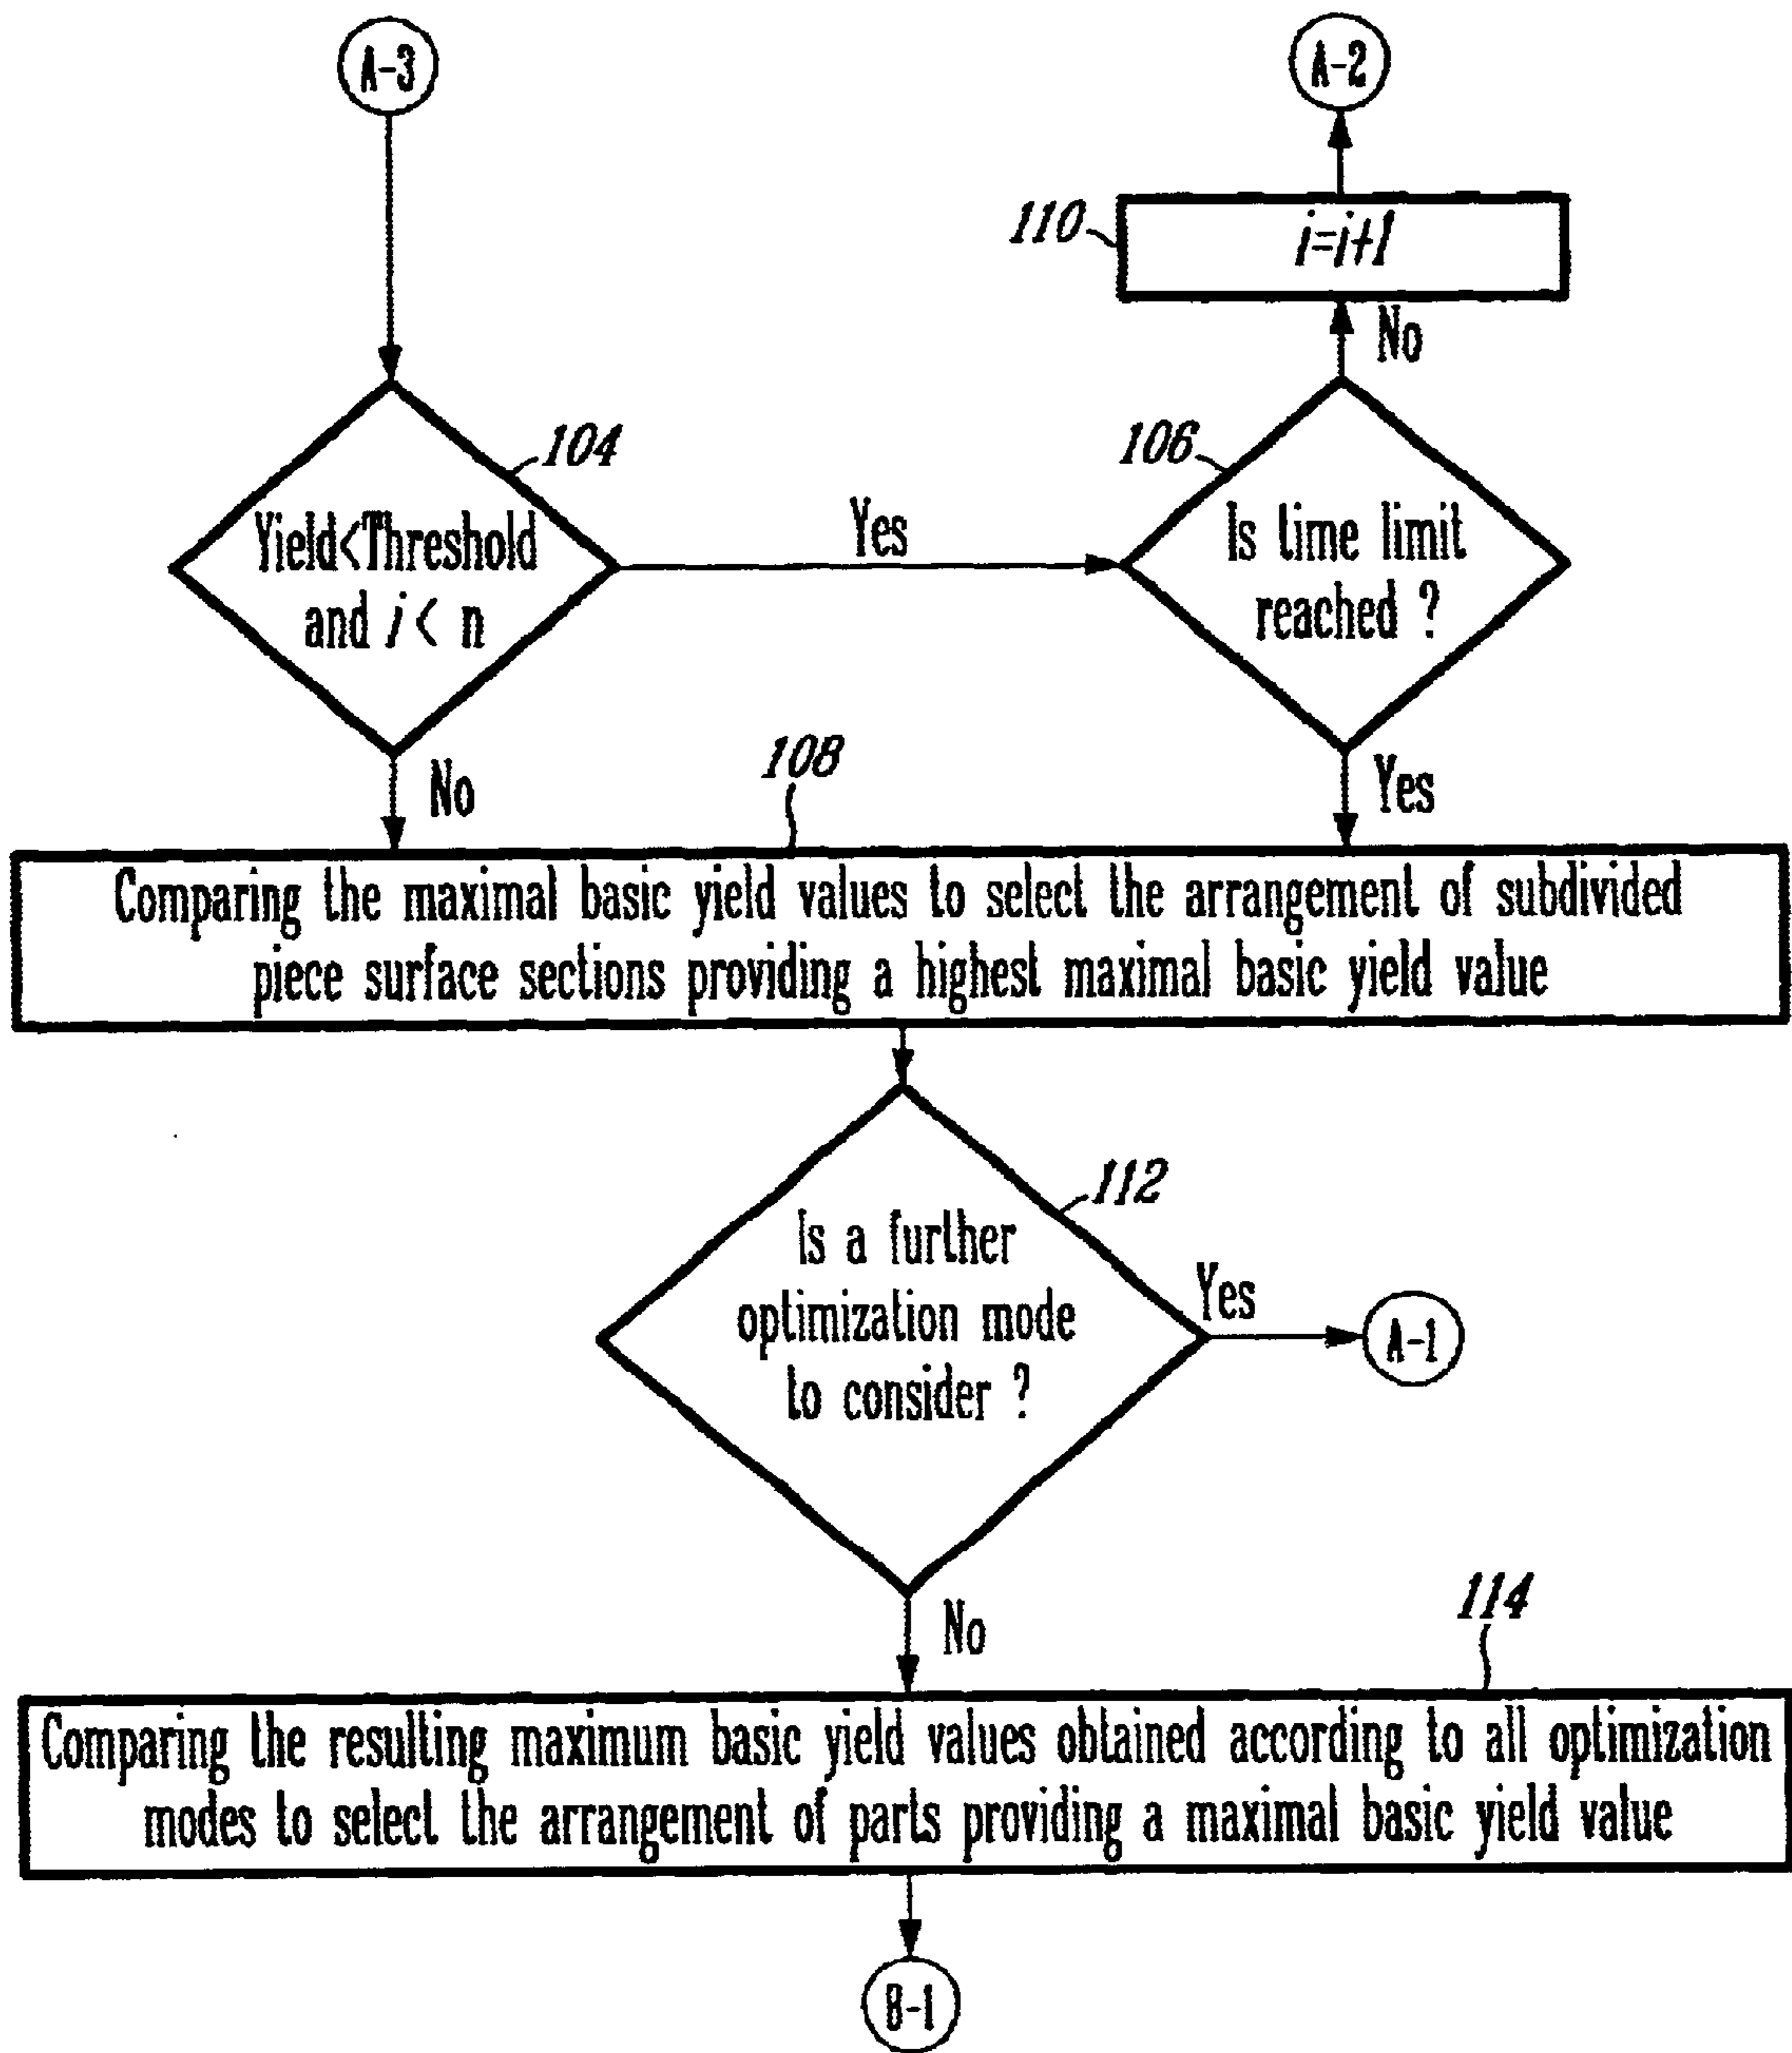 A-3
A-2
110
i=i+1
No
104
106
Yield<Threshold
and i < n
Yes
Is time limit
reached ?
108
No
Yes
Comparing the maximal basic yield values to select the arrangement of subdivided
piece surface sections providing a highest maximal basic yield value
112
Is a further
optimization mode
to consider ?
Yes
A-1
No
114
Comparing the resulting maximum basic yield values obtained according to all optimization
modes to select the arrangement of parts providing a maximal basic yield value
B-1